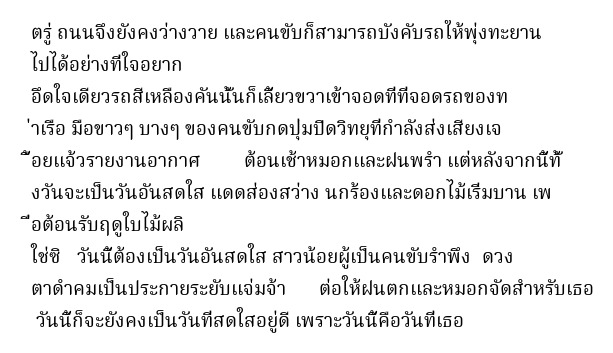 ตรู่ ถนนจึงยังคงว่างวาย และคนขับก็สามารถบังคับรถให้พุ่งทะยาน
ไปได้อย่างที่ใจอยาก
อึดใจเดียวรถสีเหลืองคันนั้นก็เลี้ยวขวาเข้าจอดที่ที่จอดรถของท
่าเรือ มือขาวๆ บางๆ ของคนขับกดปุ่มปิดวิทยุที่กำลังส่งเสียงเจ
ื้อยแจ้วรายงานอากาศ ต้อนเช้าหมอกและฝนพรำ แต่หลังจากนี้ทั้
งวันจะเป็นวันอันสดใส แดดส่องสว่าง นกร้องและดอกไม้เริ่มบาน เพ
ื่อต้อนรับฤดูใบไม้ผลิ
ใช่ซิ วันนี้ต้องเป็นวันอันสดใส สาวน้อยผู้เป็นคนขับรำพึง ดวง
ตาดำคมเป็นประกายระยับแจ่มจ้า ต่อให้ฝนตกและหมอกจัดสำหรับเธอ
วันนี้ก็จะยังคงเป็นวันที่สดใสอยู่ดี เพราะวันนี้คือวันที่เธอ